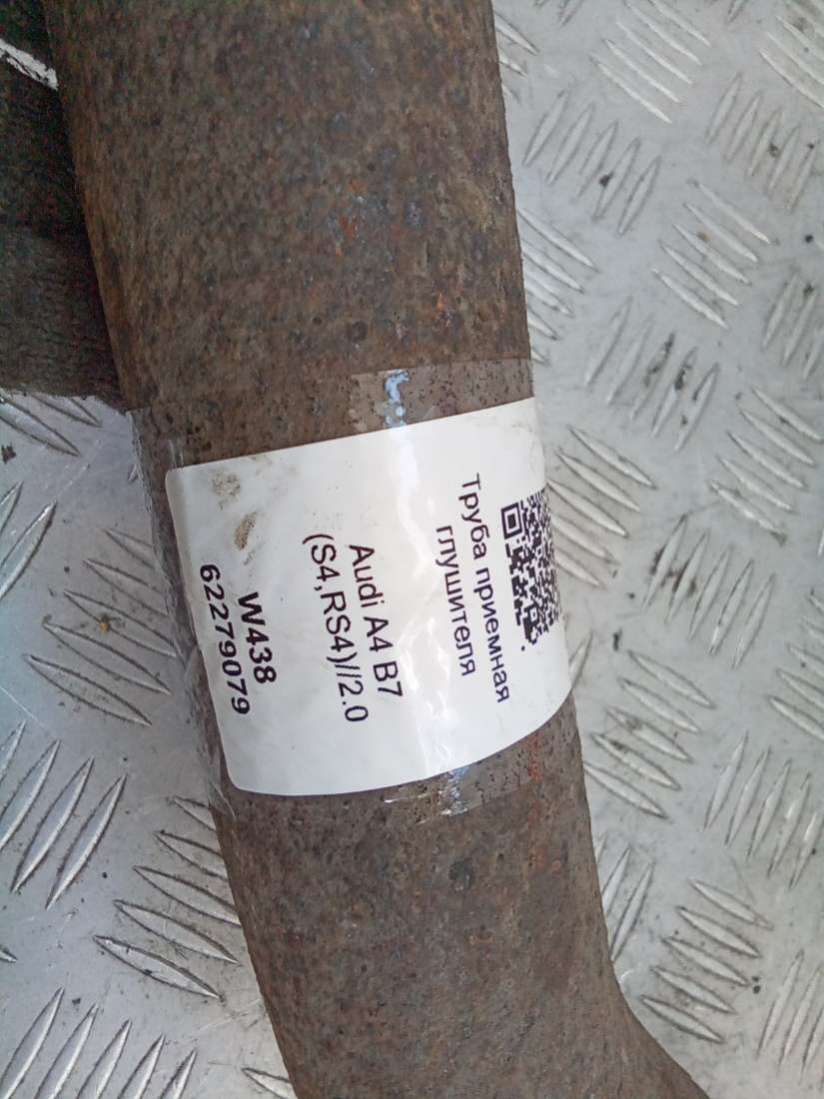 Труба приемная
глушителя
Audi A4 B7
(S4,RS4)//2.0
W438
62279079